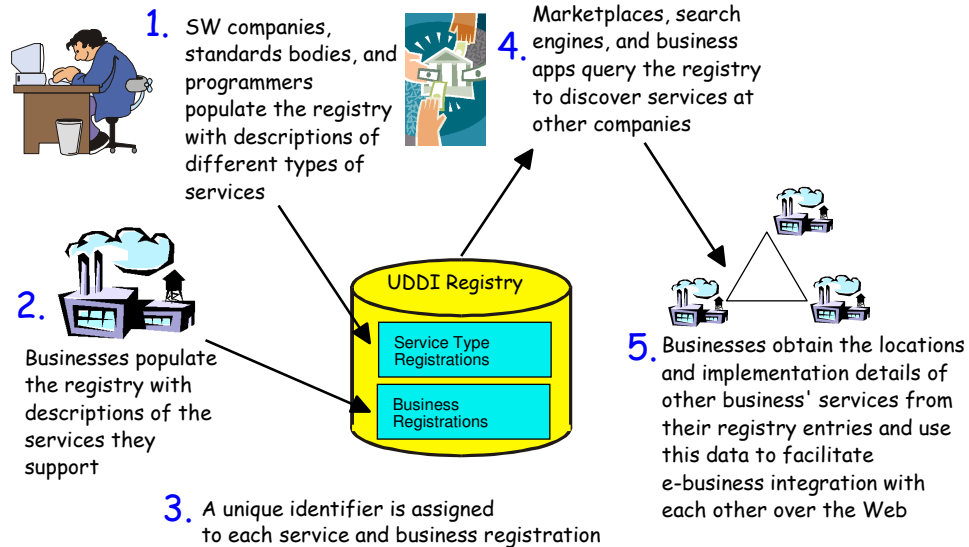 1. SW companies,
standards bodies, and
programmers
populate the registry
with descriptions of
different types of
services
2.
Businesses populate
the registry with
descriptions of the
services they
support
UDDI Registry
Service Type
Registrations
Business
Registrations
3. A unique identifier is assigned
to each service and business registration
4. Marketplaces, search
engines, and business
apps query the registry
to discover services at
other companies
5. Businesses obtain the locations
and implementation details of
other business' services from
their registry entries and use
this data to facilitate
e-business integration with
each other over the Web